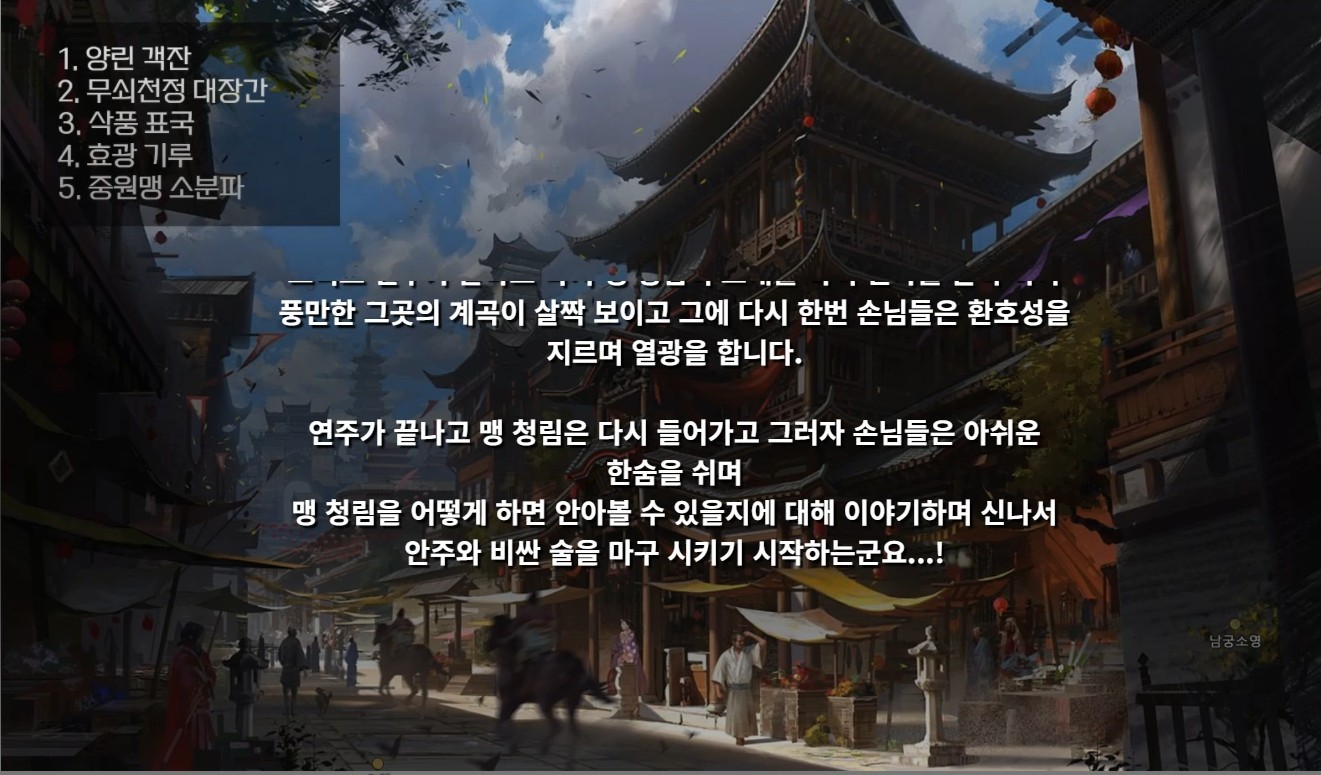 1. 양린 객잔
2. 무쇠천정 대장간
3. 삭풍 표국
4. 효광 기루
5. 중원맹 소분파
풍만한 그곳의 계곡이 살짝 보이고 그에 다시 한번 손님들은 환호성을
지르며 열광을 합니다.
연주가 끝나고 맹 청림은 다시 들어가고 그러자 손님들은 아쉬운
한숨을 쉬며
맹 청림을 어떻게 하면 안아볼 수 있을지에 대해 이야기하며 신나서
안주와 비싼 술을 마구 시키기 시작하는군요...!
남궁소영